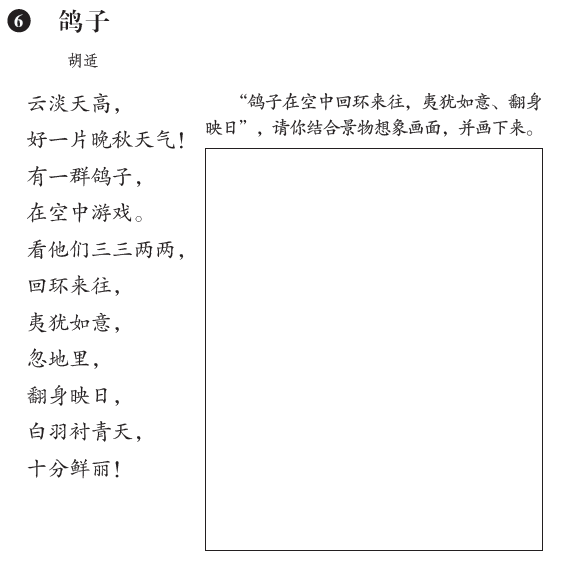 6 鸽子
胡适
云淡天高，
好一片晚秋天气！
有一群鸽子，
在空中游戏。
看他们三三两两，
回环来往，
夷犹如意，
忽地里，
翻身映日，
白羽衬青天，
十分鲜丽！
“鸽子在空中回环来往，夷犹如意、翻身
映日”，请你结合景物想象画面，并画下来。